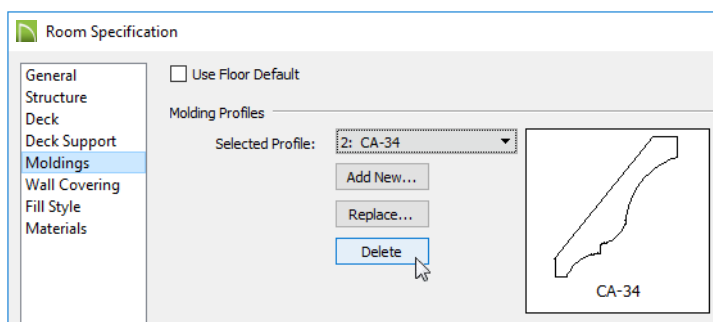 Room Specification
General
Structure
Deck
Deck Support
Moldings
Wall Covering
Fill Style
Materials
Use Floor Default
Molding Profiles
Selected Profile: 2: CA-34
Add New...
Replace...
Delete
CA-34